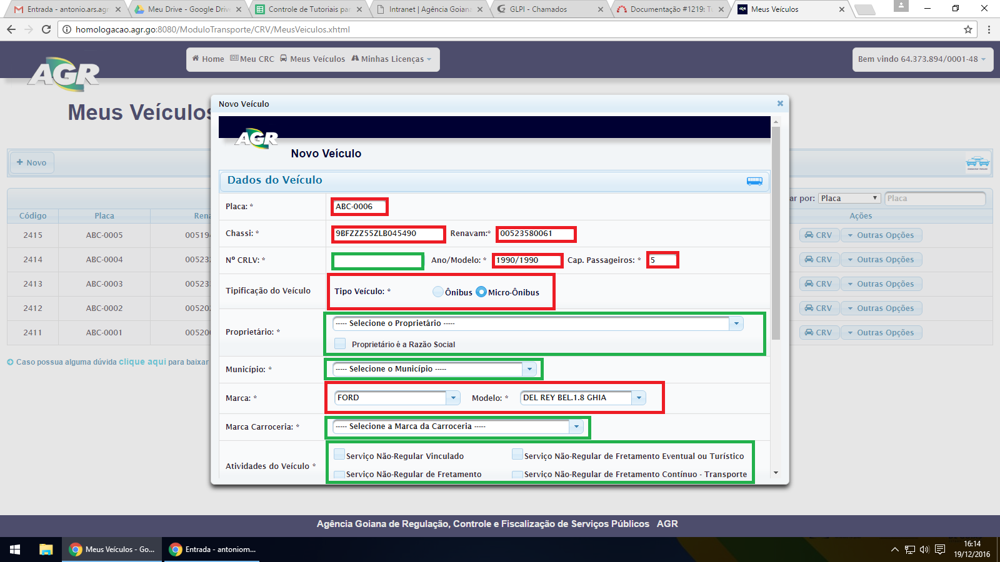 Entrada - antonio.ars.agr
Meu Drive - Google Drive
Controle de Tutoriais pa
Intranet | Agência Goian
GLPI - Chamados
Documentação #1219: Tu
Meus Veículos
homologacao.agr.go:8080/ModuloTransporte/CRV/MeusVeiculos.xhtml
AGR
Home
Meu CRC
Meus Veículos
Minhas Licenças
Bem vindo 64.373.894/0001-48
Meus Veículos
Novo
ar por:
Placa
Placa
Código
Placa
Rena
Ações
2415
ABC-0005
005194
CRV
Outras Opções
2414
ABC-0004
00523
CRV
Outras Opções
2413
ABC-0003
00523
CRV
Outras Opções
2412
ABC-0002
00520
CRV
Outras Opções
2411
ABC-0001
00520
CRV
Outras Opções
Caso possua alguma dúvida clique aqui para baixar
Novo Veículo
AGR
Novo Veículo
Dados do Veículo
Placa: *
ABC-0006
Chassi: *
9BFZZZ55ZLB045490
Renavam:*
00523580061
Nº CRLV: *
Ano/Modelo: *
1990/1990
Cap. Passageiros: *
5
Tipificação do Veículo
Tipo Veículo: *
Ônibus
Micro-Ônibus
Proprietário: *
----- Selecione o Proprietário -----
Proprietário é a Razão Social
Município: *
----- Selecione o Município -----
Marca: *
FORD
Modelo: *
DEL REY BEL.1.8 GHIA
Marca Carroceria: *
----- Selecione a Marca da Carroceria -----
Atividades do Veículo *
Serviço Não-Regular Vinculado
Serviço Não-Regular de Fretamento Eventual ou Turístico
Serviço Não-Regular de Fretamento
Serviço Não-Regular de Fretamento Contínuo - Transporte
Agência Goiana de Regulação, Controle e Fiscalização de Serviços Públicos AGR
Meus Veículos - Go...
Entrada - antoniom...
16:14
19/12/2016